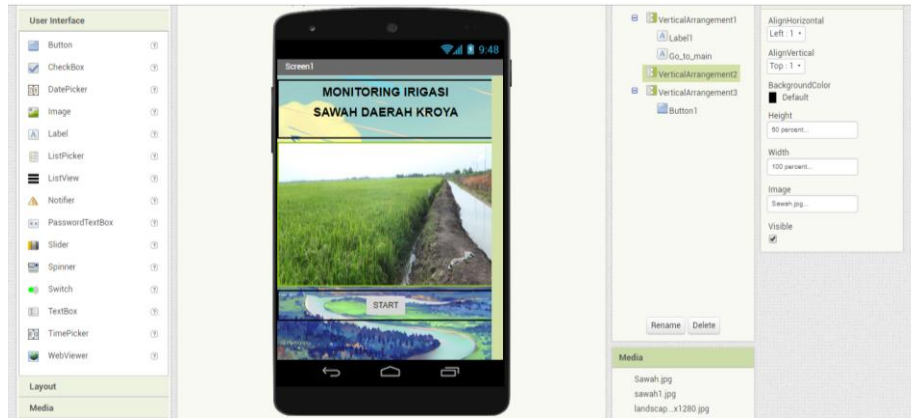 User Interface
Button
CheckBox
DatePicker
Image
Label
ListPicker
ListView
Notifier
PasswordTextBox
Slider
Spinner
Switch
TextBox
TimePicker
WebViewer
Layout
Media
9:48
Screen1
MONITORING IRIGASI
SAWAH DAERAH KROYA
START
VerticalArrangement1
Label1
Go_to_main
VerticalArrangement2
VerticalArrangement3
Button1
Rename Delete
Media
Sawah.jpg
sawah1.jpg
landscap...x1280.jpg
AlignHorizontal
Left : 1
AlignVertical
Top : 1
BackgroundColor
Default
Height
50 percent...
Width
100 percent...
Image
Sawah.jpg...
Visible